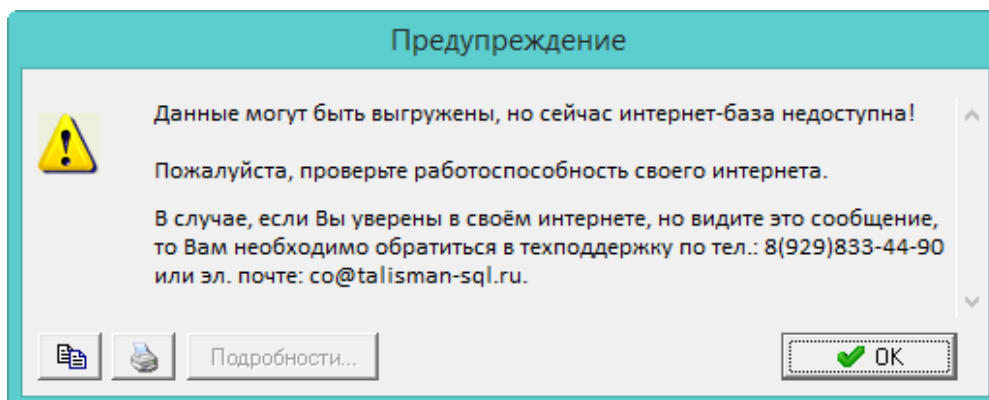 Предупреждение
Данные могут быть выгружены, но сейчас интернет-база недоступна!
Пожалуйста, проверьте работоспособность своего интернета.
В случае, если Вы уверены в своём интернете, но видите это сообщение,
то Вам необходимо обратиться в техподдержку по тел.: 8(929)833-44-90
или эл. почте: co@talisman-sql.ru.
Подробности...
OK